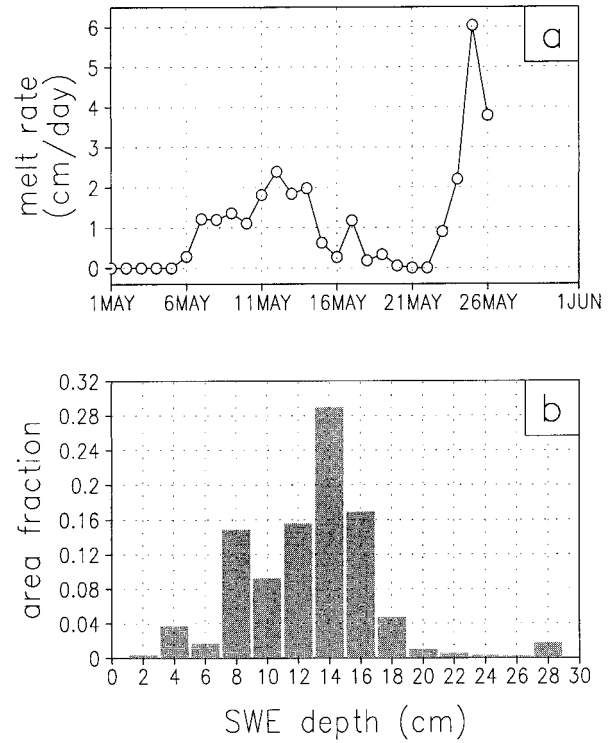 a
melt rate
(cm/day)
6
5
4
3
2
1
0
1MAY 6MAY 11MAY 16MAY 21MAY 26MAY 1JUN
b
area fraction
0.32
0.28
0.24
0.2
0.16
0.12
0.08
0.04
0
0 2 4 6 8 10 12 14 16 18 20 22 24 26 28 30
SWE depth (cm)